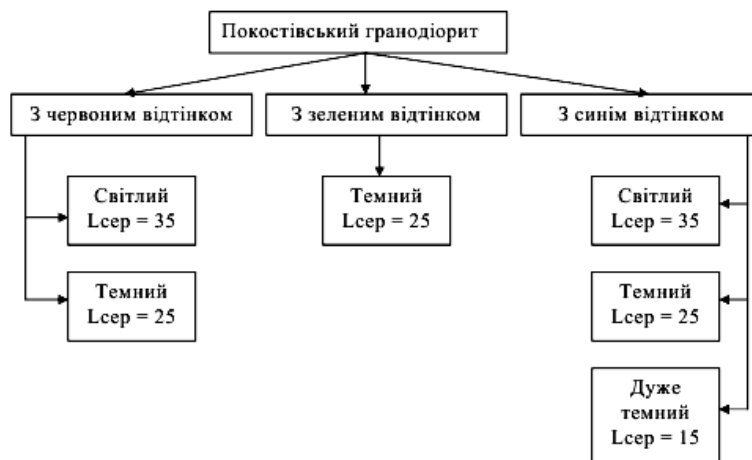 Покостівський гранодіорит
З червоним відтінком
З зеленим відтінком
З синім відтінком
Світлий
Lсер = 35
Темний
Lсер = 25
Темний
Lсер = 25
Світлий
Lсер = 35
Темний
Lсер = 25
Дуже
темний
Lсер = 15